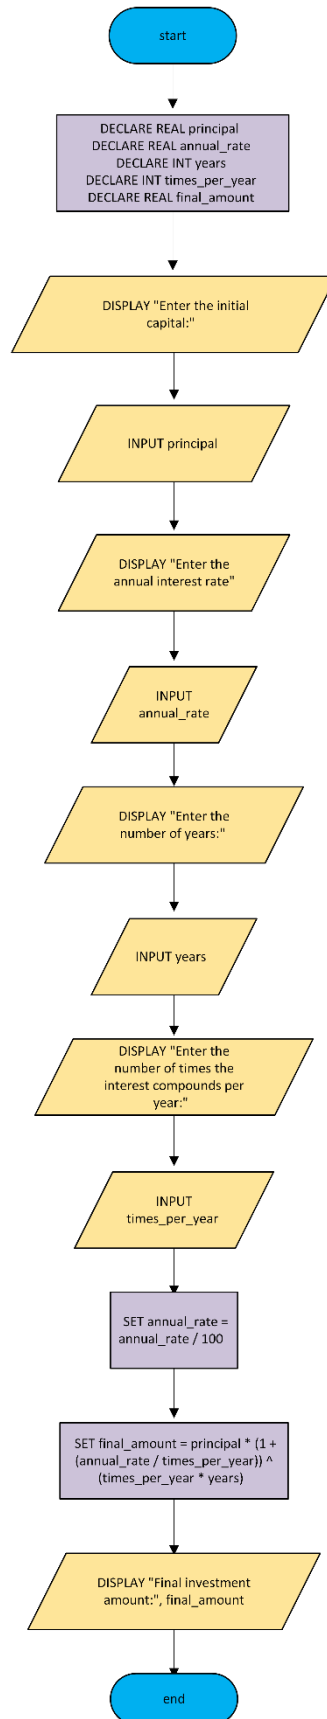 start
DECLARE REAL principal
DECLARE REAL annual_rate
DECLARE INT years
DECLARE INT times_per_year
DECLARE REAL final_amount
DISPLAY "Enter the initial
capital:"
INPUT principal
DISPLAY "Enter the
annual interest rate"
INPUT
annual_rate
DISPLAY "Enter the
number of years:"
INPUT years
DISPLAY "Enter the
number of times the
interest compounds per
year:"
INPUT
times_per_year
SET annual_rate =
annual_rate / 100
SET final_amount = principal * (1 +
(annual_rate / times_per_year)) ^
(times_per_year * years)
DISPLAY "Final investment
amount:", final_amount
end